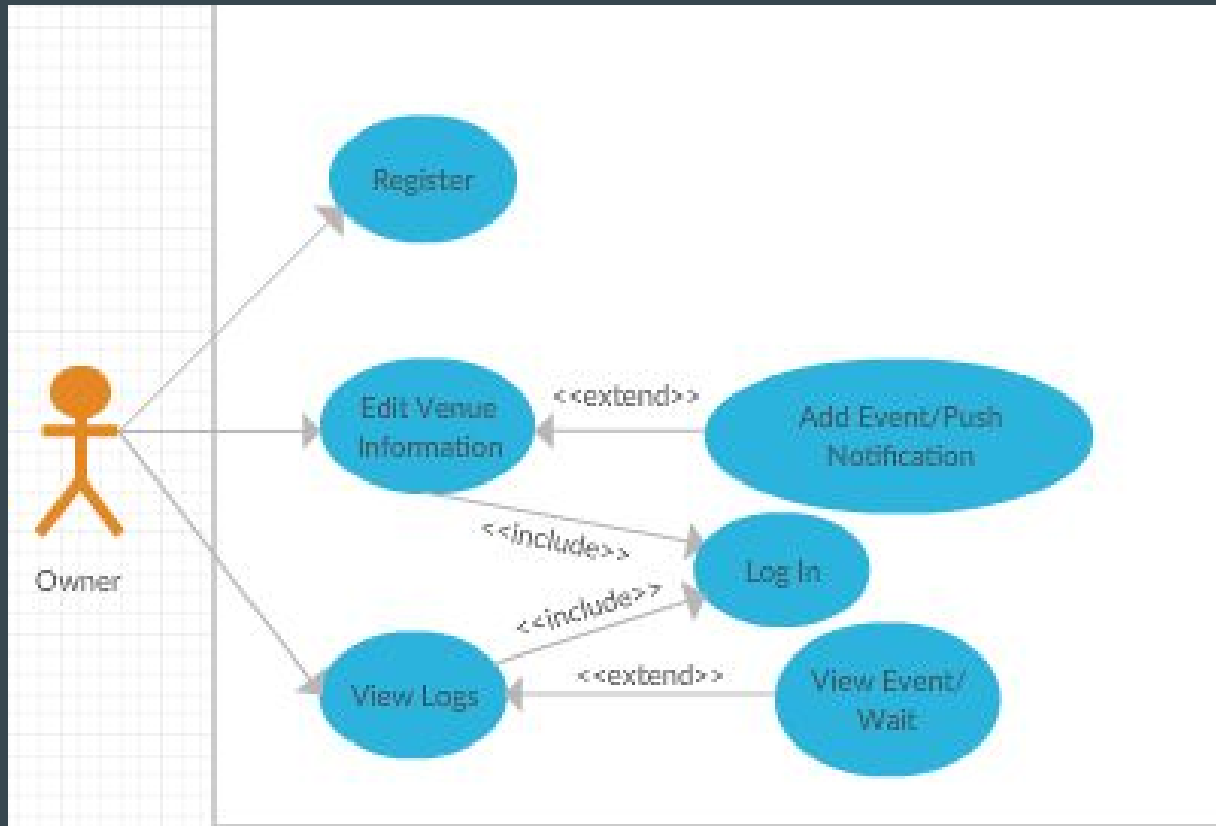 Register
Edit Venue
Information
<<extend>>
Add Event/Push
Notification
<<include>>
Log In
Owner
<<include>>
View Logs
<<extend>>
View Event/
Wait